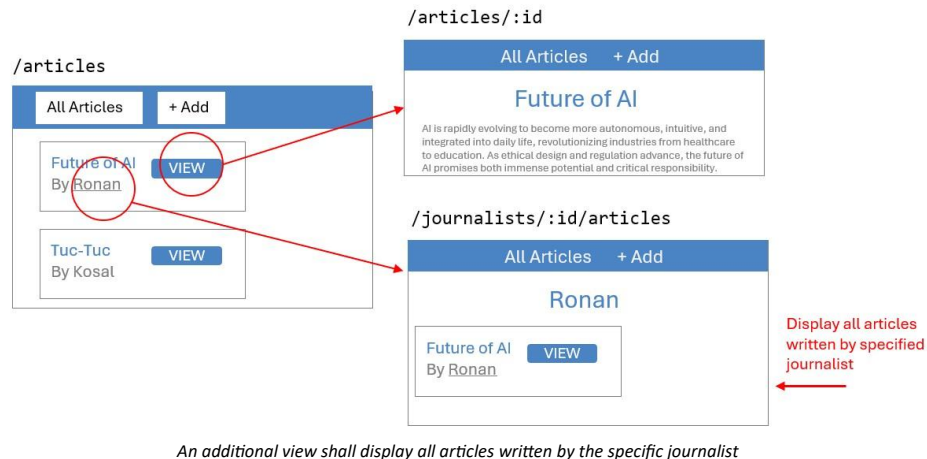 /articles
All Articles
+ Add
Future of AI
VIEW
By Ronan
Tuc-Tuc
VIEW
By Kosal
/articles/:id
All Articles + Add
Future of AI
AI is rapidly evolving to become more autonomous, intuitive, and
integrated into daily life, revolutionizing industries from healthcare
to education. As ethical design and regulation advance, the future of
AI promises both immense potential and critical responsibility.
/journalists/:id/articles
All Articles + Add
Ronan
Future of AI
VIEW
By Ronan
Display all articles
written by specified
journalist
An additional view shall display all articles written by the specific journalist